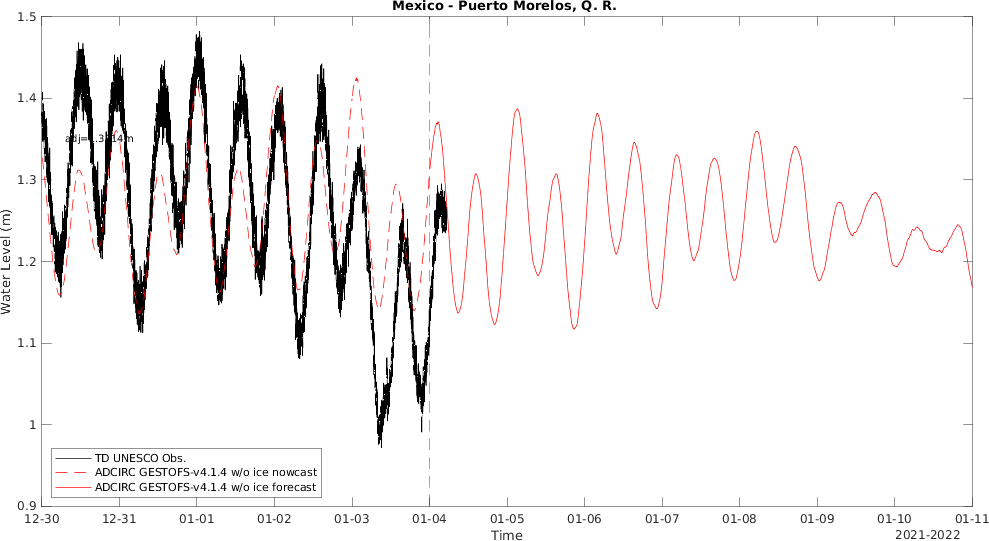 Mexico - Puerto Morelos, Q. R.
1.5
1.4
1.3
1.2
1.1
1
0.9
Water Level (m)
TD UNESCO Obs.
ADCIRC GESTOFS-v4.1.4 w/o ice nowcast
ADCIRC GESTOFS-v4.1.4 w/o ice forecast
12-30 12-31 01-01 01-02 01-03 01-04 01-05 01-06 01-07 01-08 01-09 01-10 01-11
Time
2021-2022